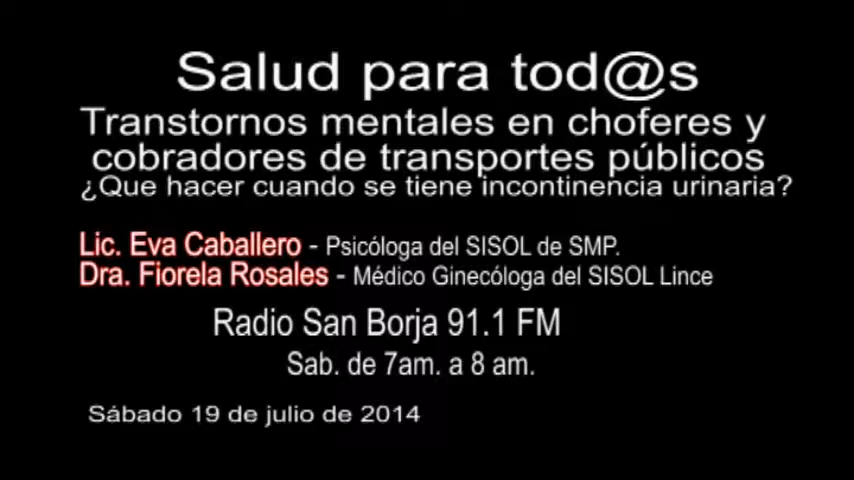 Salud para tod@s
Transtornos mentales en choferes y
cobradores de transportes públicos
¿Que hacer cuando se tiene incontinencia urinaria?
Lic. Eva Caballero - Psicóloga del SISOL de SMP.
Dra. Fiorela Rosales - Médico Ginecóloga del SISOL Lince
Radio San Borja 91.1 FM
Sab. de 7am. a 8 am.
Sábado 19 de julio de 2014